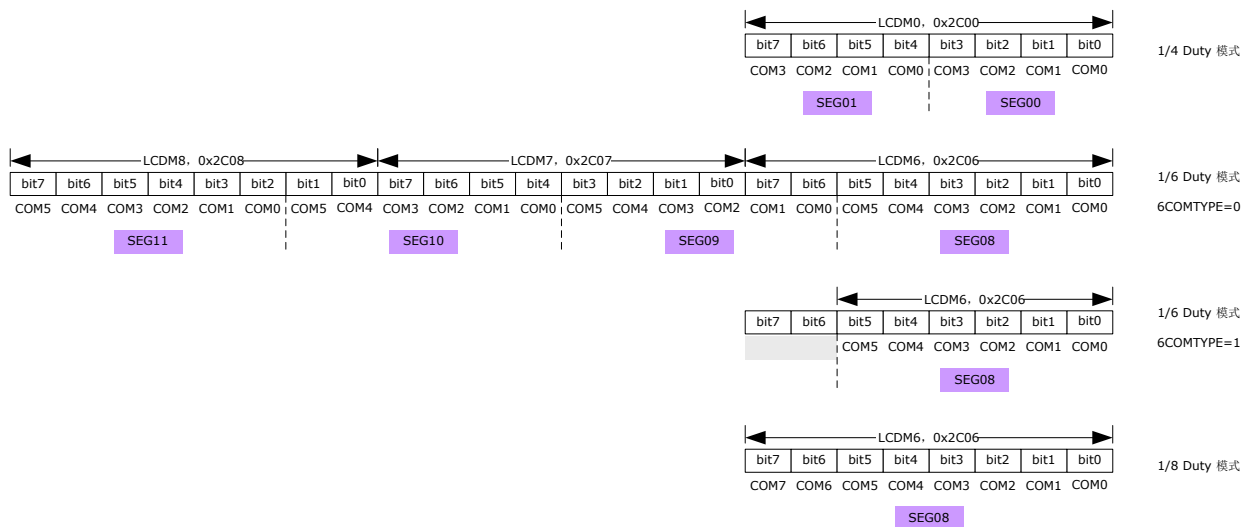 LCDM0，0x2C00
bit7 bit6 bit5 bit4 bit3 bit2 bit1 bit0 1/4 Duty 模式
COM3 COM2 COM1 COM0 COM3 COM2 COM1 COM0
SEG01 SEG00
LCDM8，0x2C08 LCDM7，0x2C07 LCDM6，0x2C06
bit7 bit6 bit5 bit4 bit3 bit2 bit1 bit0 bit7 bit6 bit5 bit4 bit3 bit2 bit1 bit0 bit7 bit6 bit5 bit4 bit3 bit2 bit1 bit0 1/6 Duty 模式
COM5 COM4 COM3 COM2 COM1 COM0 COM5 COM4 COM3 COM2 COM1 COM0 COM5 COM4 COM3 COM2 COM1 COM0 COM5 COM4 COM3 COM2 COM1 COM0 6COMTYPE=0
SEG11 SEG10 SEG09 SEG08
LCDM6，0x2C06
bit7 bit6 bit5 bit4 bit3 bit2 bit1 bit0 1/6 Duty 模式
COM5 COM4 COM3 COM2 COM1 COM0 6COMTYPE=1
SEG08
LCDM6，0x2C06
bit7 bit6 bit5 bit4 bit3 bit2 bit1 bit0 1/8 Duty 模式
COM7 COM6 COM5 COM4 COM3 COM2 COM1 COM0
SEG08